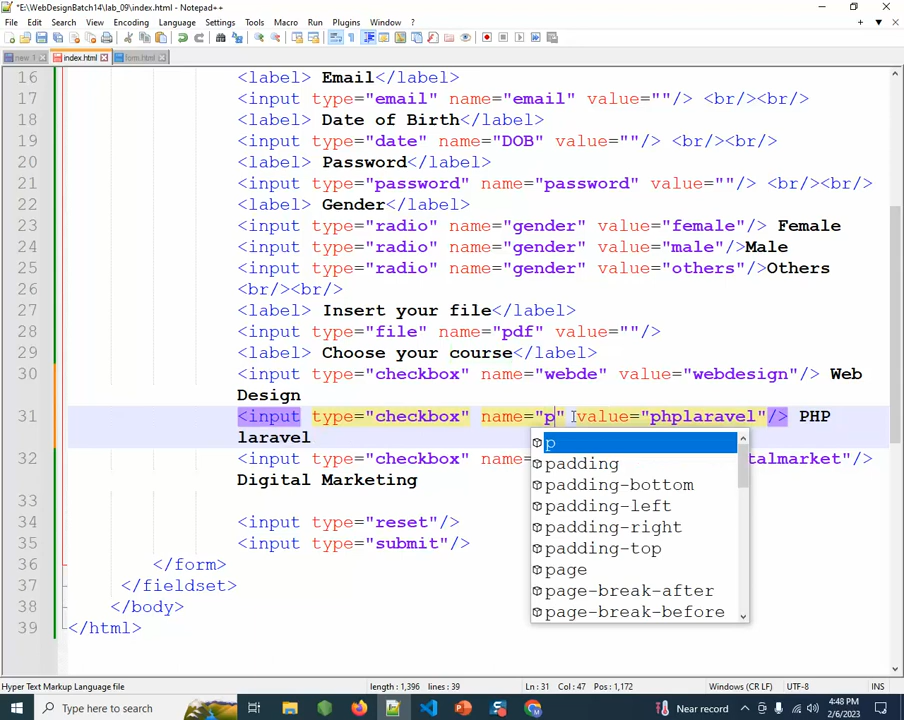 *E:\WebDesignBatch14\lab_09\index.html - Notepad++
File Edit Search View Encoding Language Settings Tools Macro Run Plugins Window ?
new 1 index.html form.html
16 <label> Email</label>
17 <input type="email" name="email" value=""/> <br/><br/>
18 <label> Date of Birth</label>
19 <input type="date" name="DOB" value=""/> <br/><br/>
20 <label> Password</label>
21 <input type="password" name="password" value=""/> <br/><br/>
22 <label> Gender</label>
23 <input type="radio" name="gender" value="female"/> Female
24 <input type="radio" name="gender" value="male"/>Male
25 <input type="radio" name="gender" value="others"/>Others
26 <br/><br/>
27 <label> Insert your file</label>
28 <input type="file" name="pdf" value=""/>
29 <label> Choose your course</label>
30 <input type="checkbox" name="webde" value="webdesign"/> Web
Design
31 <input type="checkbox" name="p" value="phplaravel"/> PHP
laravel
32 <input type="checkbox" name= talmarket"/>
Digital Marketing
33
34 <input type="reset"/>
35 <input type="submit"/>
36 </form>
37 </fieldset>
38 </body>
39 </html>
p
padding
padding-bottom
padding-left
padding-right
padding-top
page
page-break-after
page-break-before
Hyper Text Markup Language file length : 1,396 lines : 39 Ln : 31 Col : 47 Pos : 1,172 Windows (CR LF) UTF-8 INS
Type here to search
Near record
4:48 PM
2/6/2023